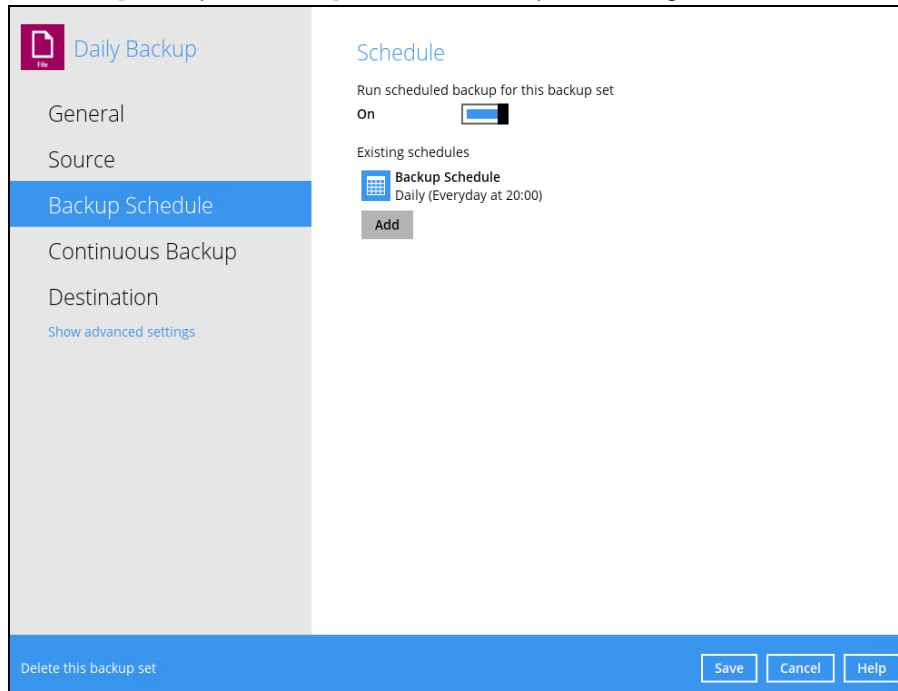 File
Daily Backup
General
Source
Backup Schedule
Continuous Backup
Destination
Show advanced settings
Schedule
Run scheduled backup for this backup set
On
Existing schedules
Backup Schedule
Daily (Everyday at 20:00)
Add
Delete this backup set
Save
Cancel
Help